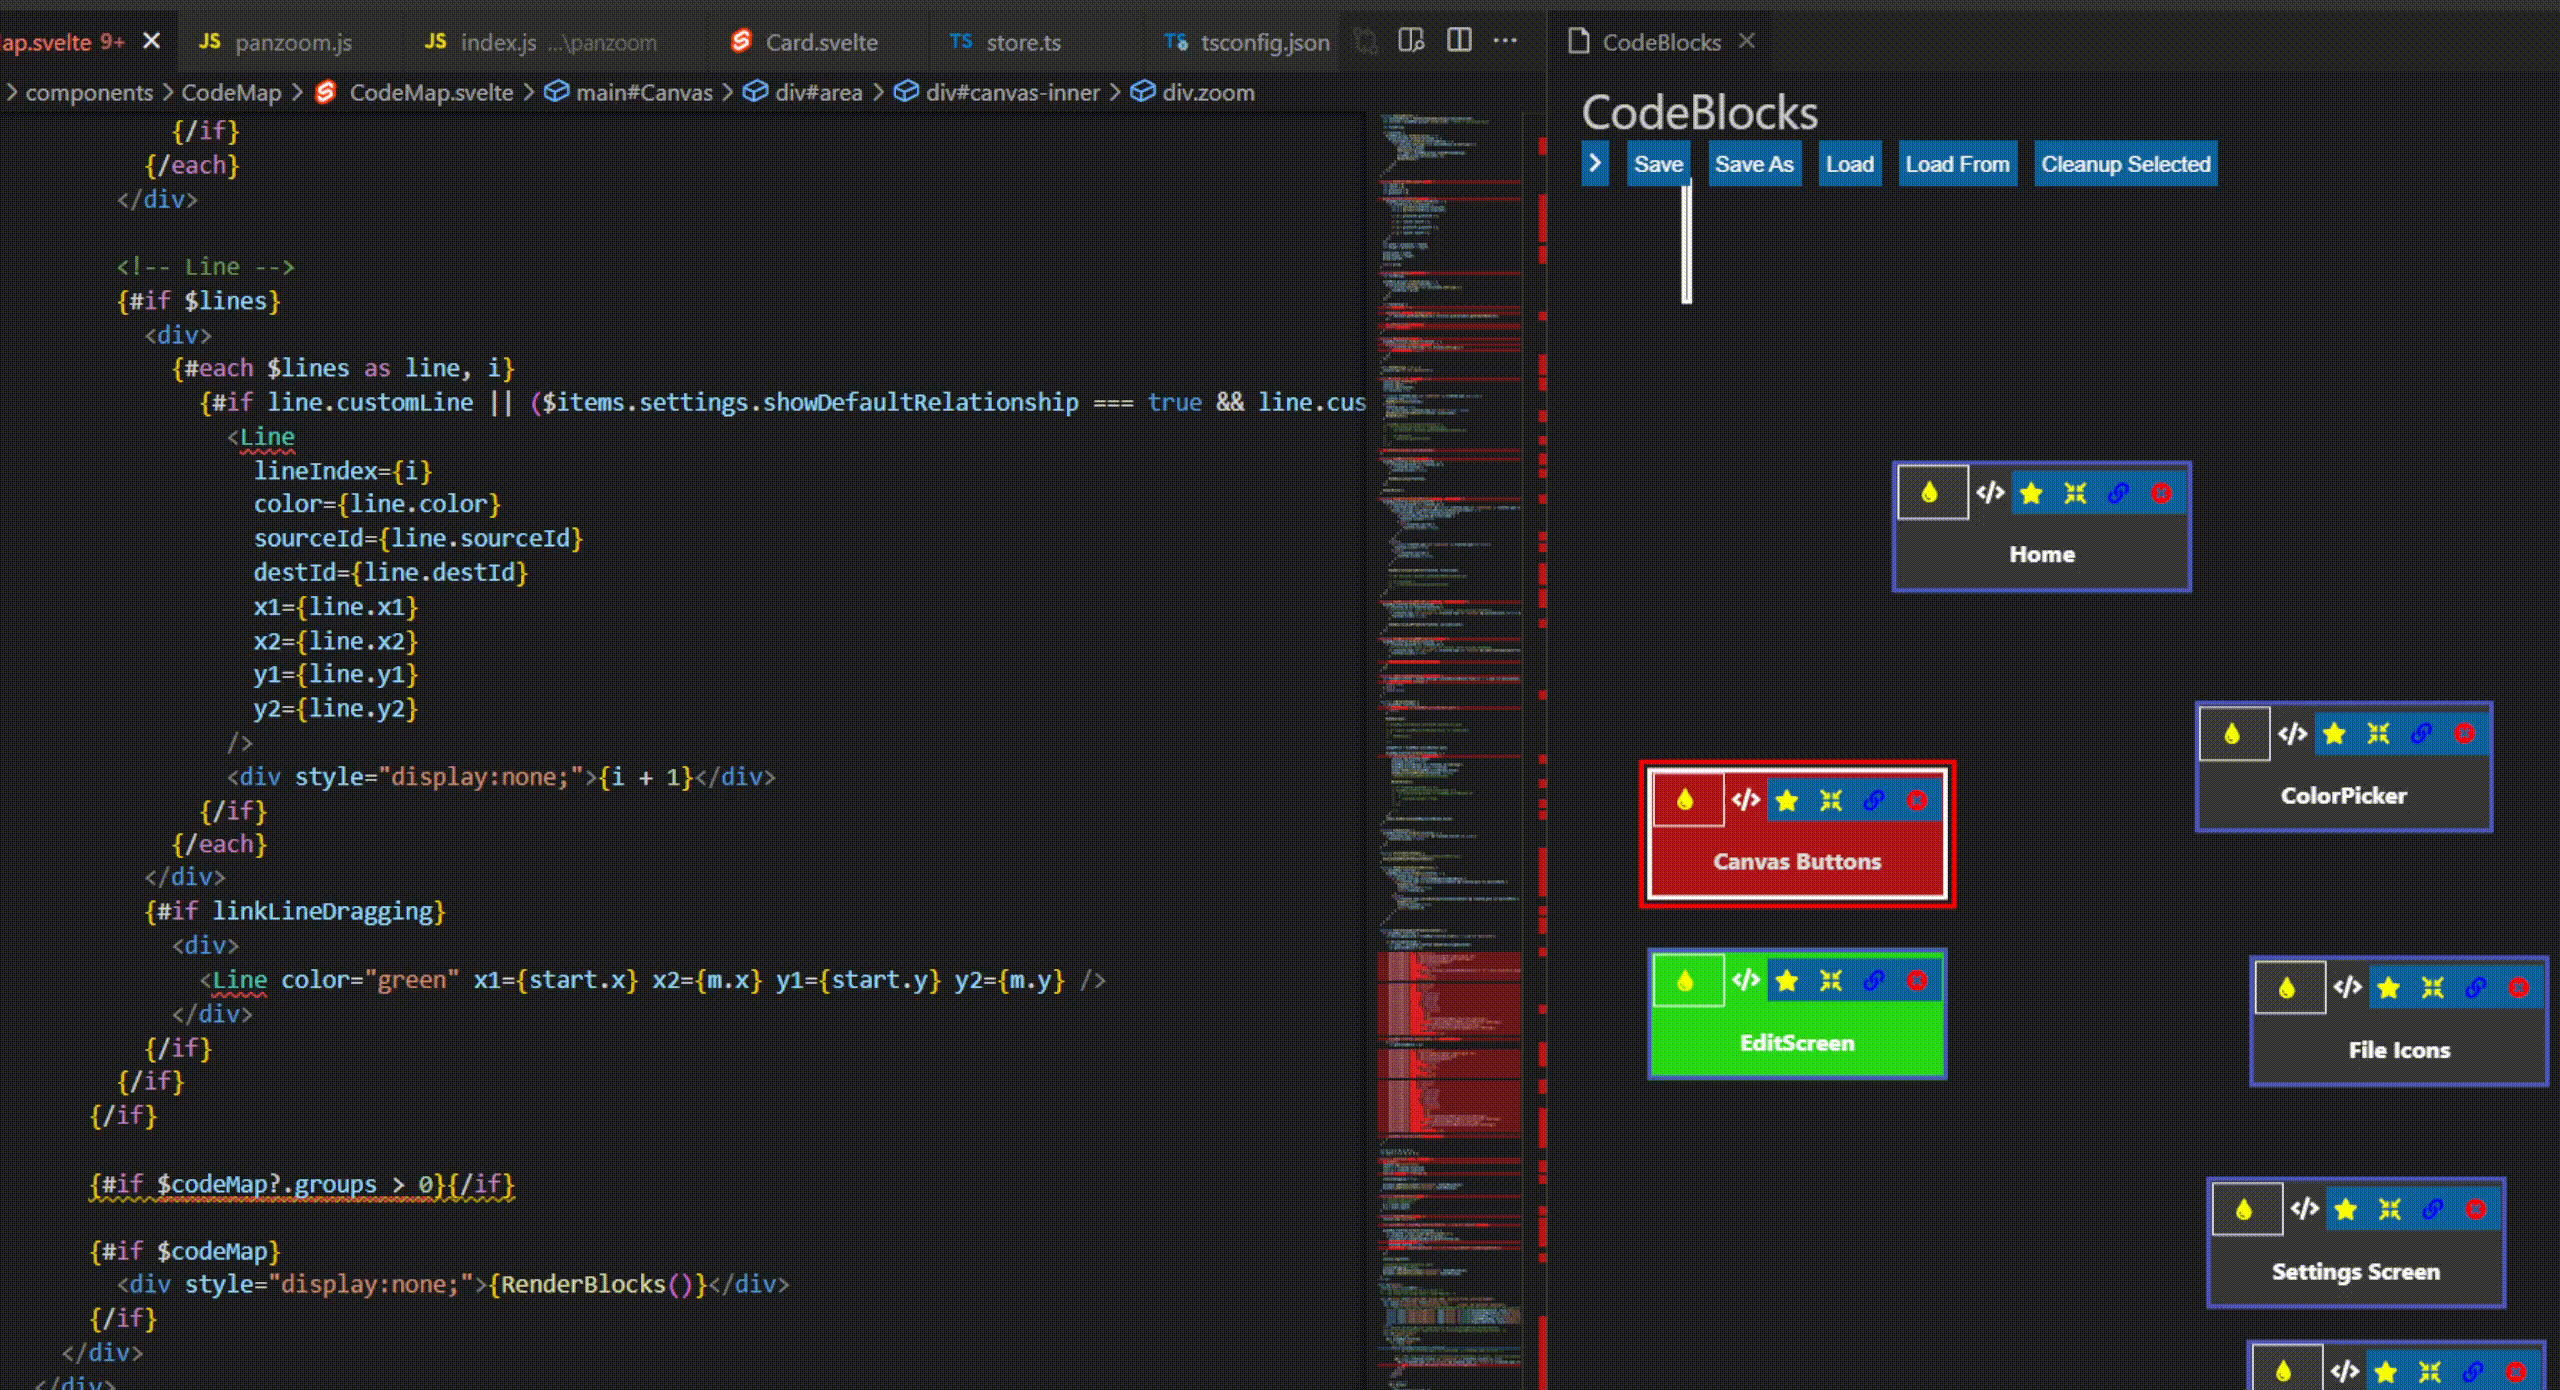 ap.svelte 9+
JS panzoom.js
JS index.js ...\panzoom
Card.svelte
TS store.ts
TS tsconfig.json
CodeBlocks
> components > CodeMap > CodeMap.svelte > main#Canvas > div#area > div#canvas-inner > div.zoom
{/if}
{/each}
</div>
<!-- Line -->
{#if $lines}
<div>
{#each $lines as line, i}
{#if line.customLine || ($items.settings.showDefaultRelationship === true && line.cus
<Line
lineIndex={i}
color={line.color}
sourceId={line.sourceId}
destId={line.destId}
x1={line.x1}
x2={line.x2}
y1={line.y1}
y2={line.y2}
/>
<div style="display:none;">{i + 1}</div>
{/if}
{/each}
</div>
{#if linkLineDragging}
<div>
<Line color="green" x1={start.x} x2={m.x} y1={start.y} y2={m.y} />
</div>
{/if}
{/if}
{/if}
{#if $codeMap?.groups > 0}{/if}
{#if $codeMap}
<div style="display:none;">{RenderBlocks()}</div>
{/if}
</div>
</div>
CodeBlocks
> Save Save As Load Load From Cleanup Selected
</> Home
</> ColorPicker
</> Canvas Buttons
</> EditScreen
</> File Icons
</> Settings Screen
</>